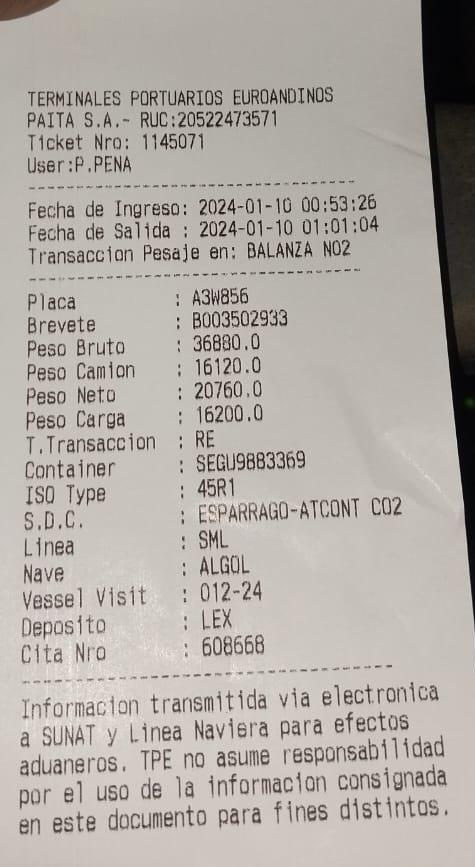 TERMINALES PORTUARIOS EUROANDINOS
PAITA S.A.- RUC:20522473571
Ticket Nro: 1145071
User:P.PENA
Fecha de Ingreso: 2024-01-10 00:53:26
Fecha de Salida : 2024-01-10 01:01:04
Transaccion Pesaje en: BALANZA NO2
Placa : A3W856
Brevete : B003502933
Peso Bruto : 36880.0
Peso Camion : 16120.0
Peso Neto : 20760.0
Peso Carga : 16200.0
T.Transaccion : RE
Container : SEGU9883369
ISO Type : 45R1
S.D.C. : ESPARRAGO-ATCONT CO2
Linea : SML
Nave : ALGOL
Vessel Visit : 012-24
Deposito : LEX
Cita Nro : 608668
Informacion transmitida via electronica
a SUNAT y Linea Naviera para efectos
aduaneros. TPE no asume responsabilidad
por el uso de la informacion consignada
en este documento para fines distintos.